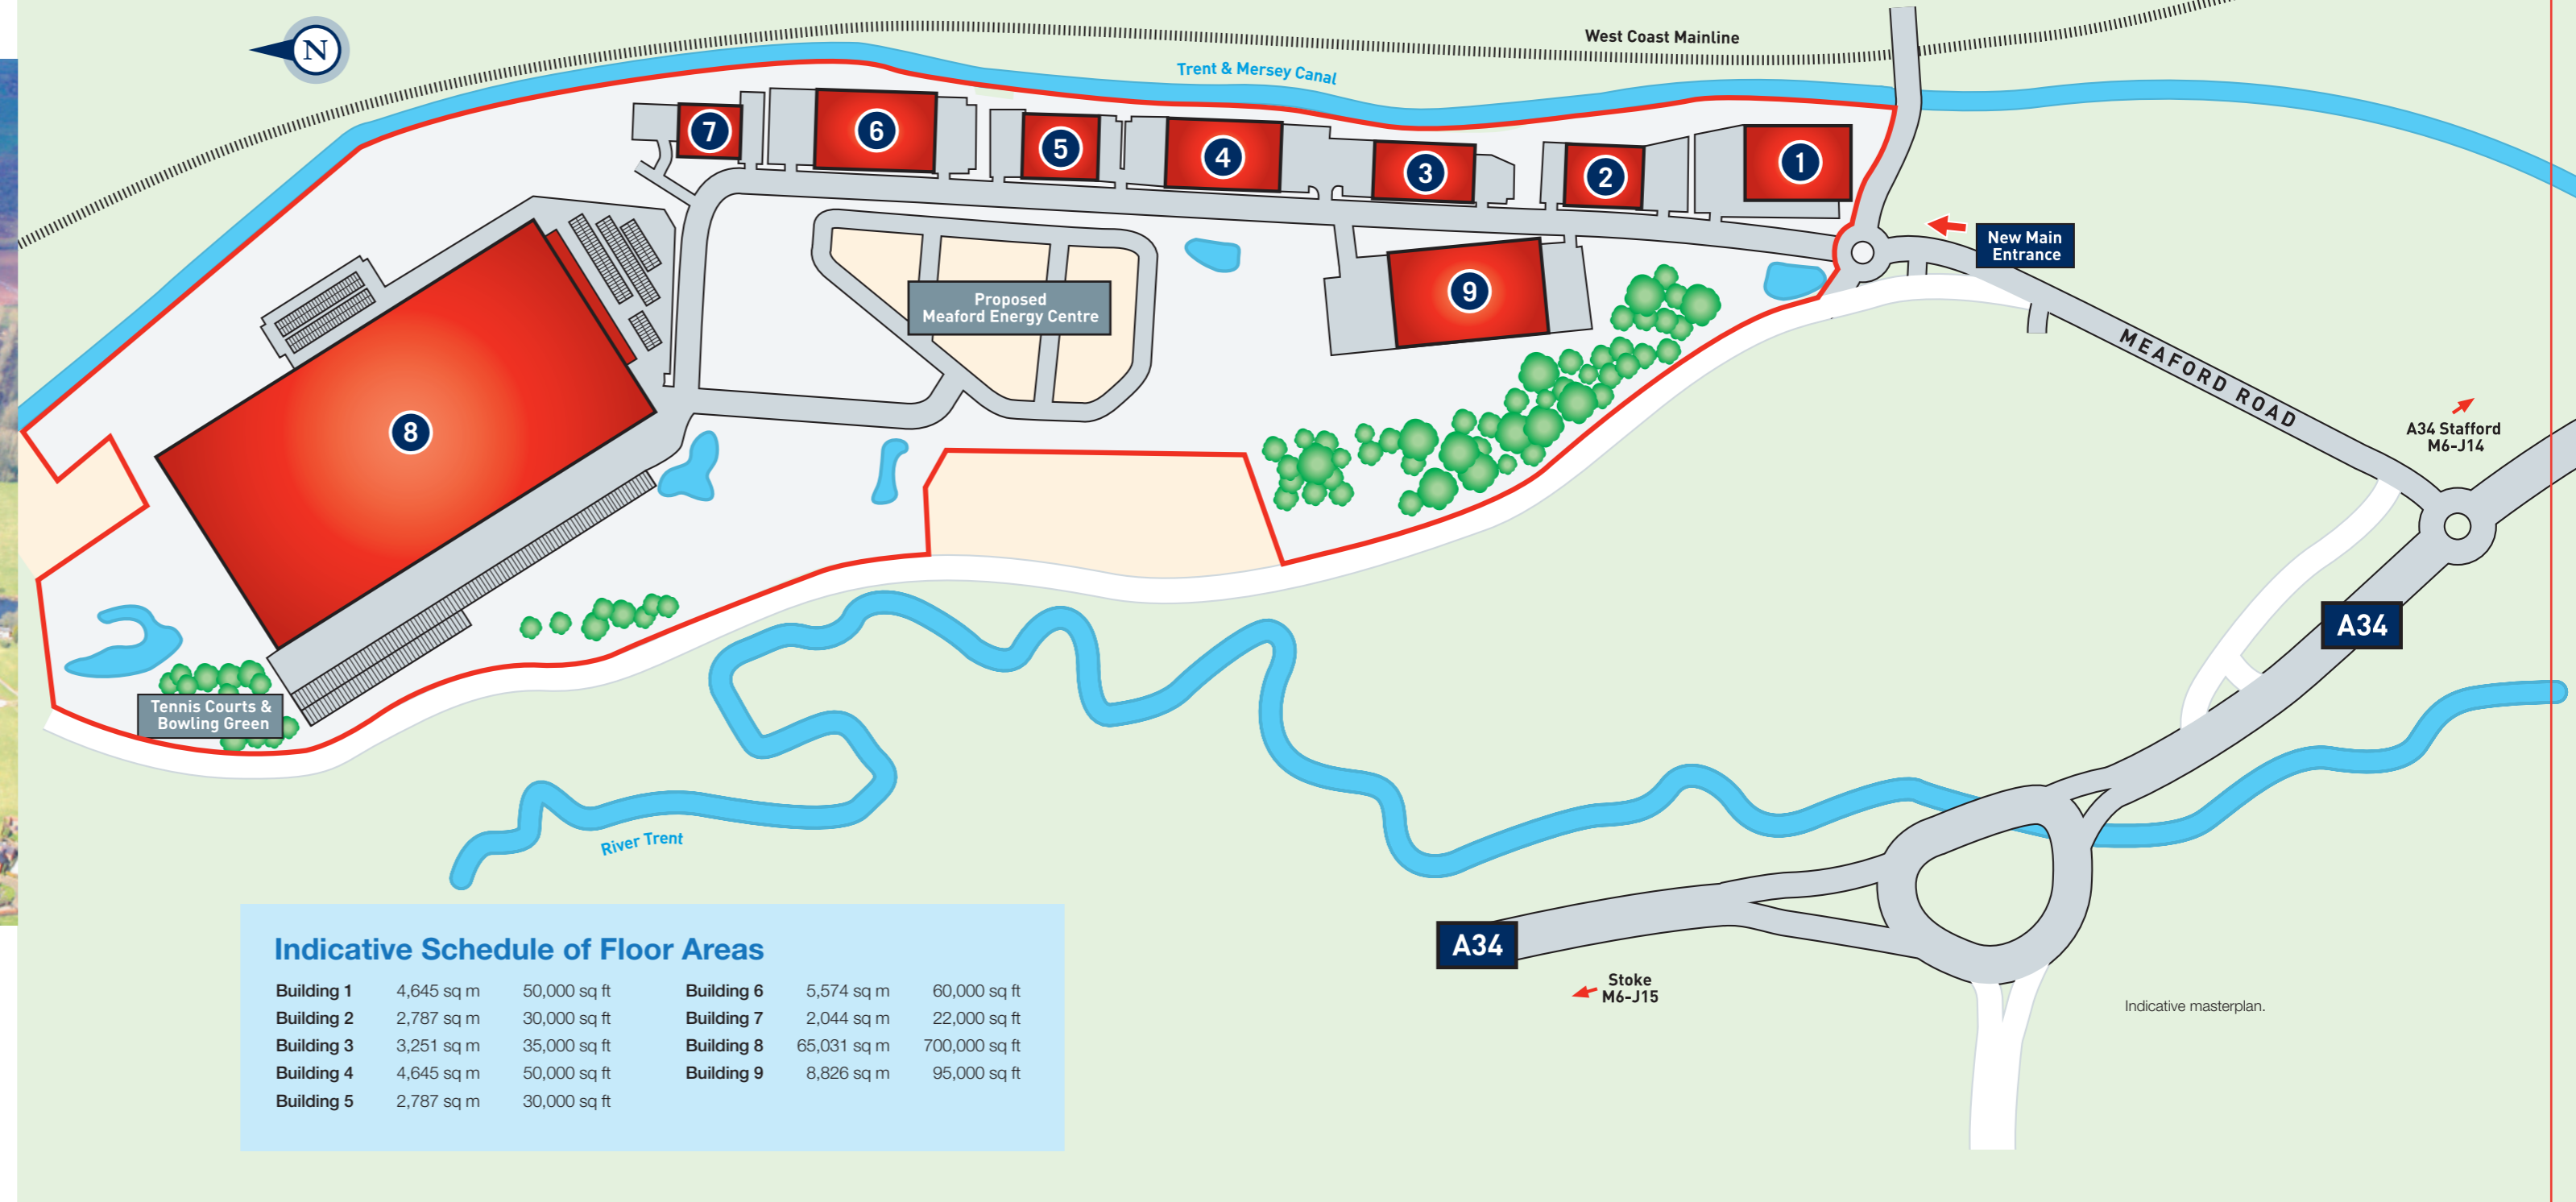 N
West Coast Mainline
Trent & Mersey Canal
7
6
5
4
3
2
1
New Main
Entrance
9
Proposed
Meaford Energy Centre
MEAFORD ROAD
8
A34 Stafford
M6-J14
A34
Tennis Courts &
Bowling Green
River Trent
A34
Stoke
M6-J15
Indicative masterplan.
Indicative Schedule of Floor Areas
Building 1 4,645 sq m 50,000 sq ft
Building 2 2,787 sq m 30,000 sq ft
Building 3 3,251 sq m 35,000 sq ft
Building 4 4,645 sq m 50,000 sq ft
Building 5 2,787 sq m 30,000 sq ft
Building 6 5,574 sq m 60,000 sq ft
Building 7 2,044 sq m 22,000 sq ft
Building 8 65,031 sq m 700,000 sq ft
Building 9 8,826 sq m 95,000 sq ft